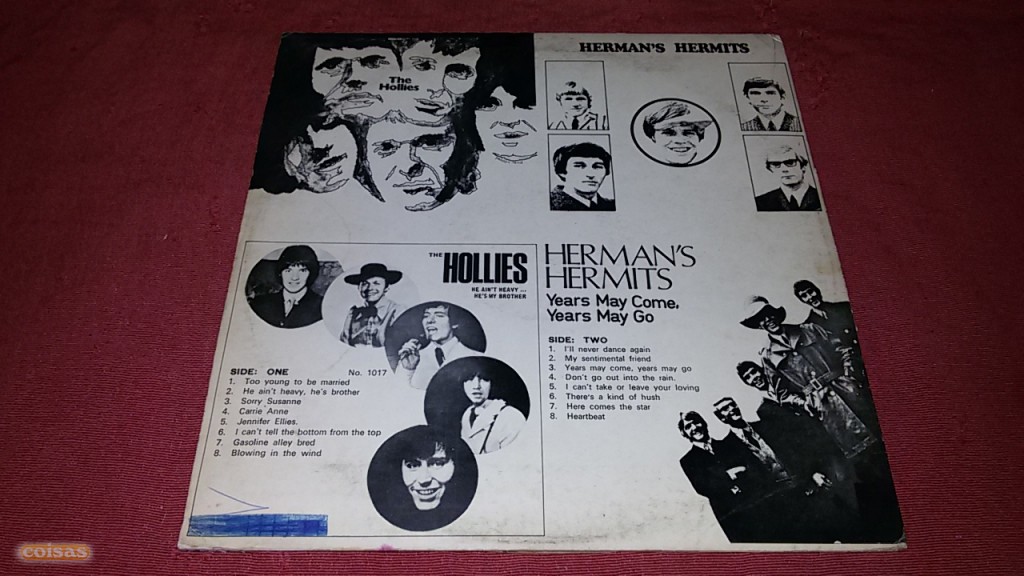 The
Hollies
HERMAN'S HERMITS
THE HOLLIES
HE AIN'T HEAVY ...
HE'S MY BROTHER
SIDE: ONE No. 1017
1. Too young to be married
2. He ain't heavy, he's brother
3. Sorry Susanne
4. Carrie Anne
5. Jennifer Ellies.
6. I can't tell the bottom from the top
7. Gasoline alley bred
8. Blowing in the wind
HERMAN'S
HERMITS
Years May Come,
Years May Go
SIDE: TWO
1. I'll never dance again
2. My sentimental friend
3. Years may come, years may go
4. Don't go out into the rain.
5. I can't take or leave your loving
6. There's a kind of hush
7. Here comes the star
8. Heartbeat
coisas